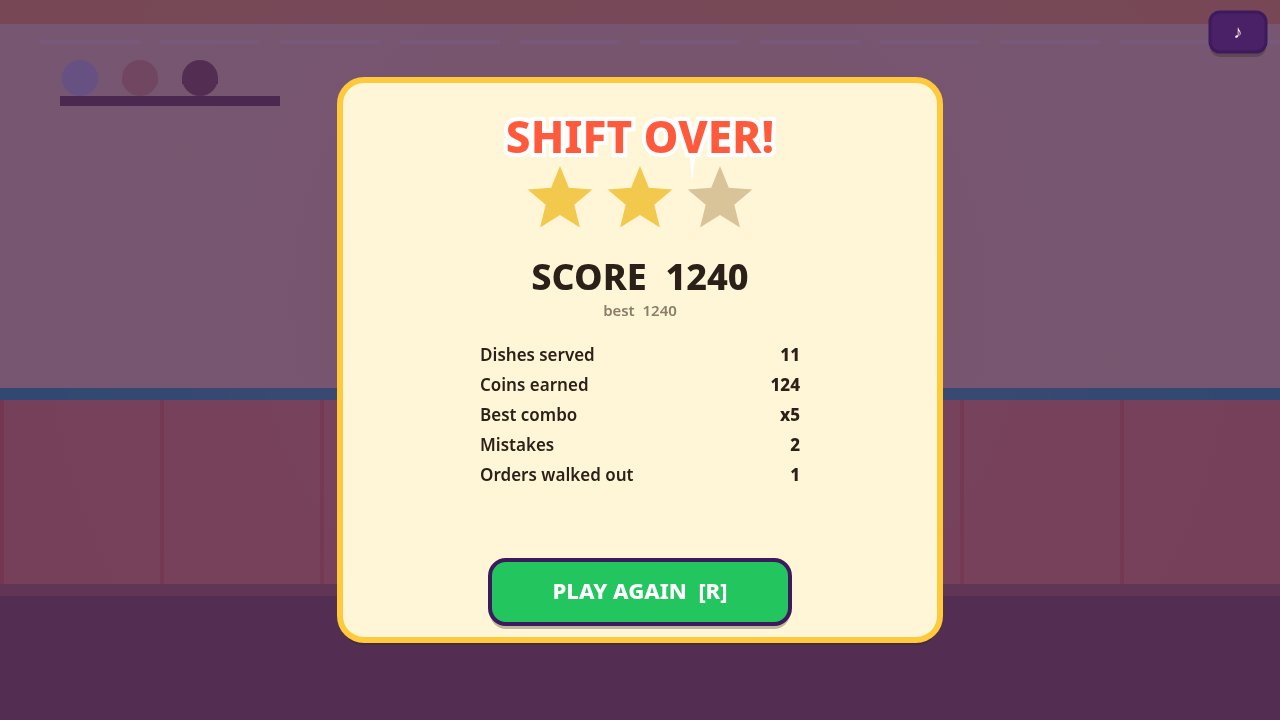 ♪
SHIFT OVER!
SCORE 1240
best 1240
Dishes served 11
Coins earned 124
Best combo x5
Mistakes 2
Orders walked out 1
PLAY AGAIN [R]